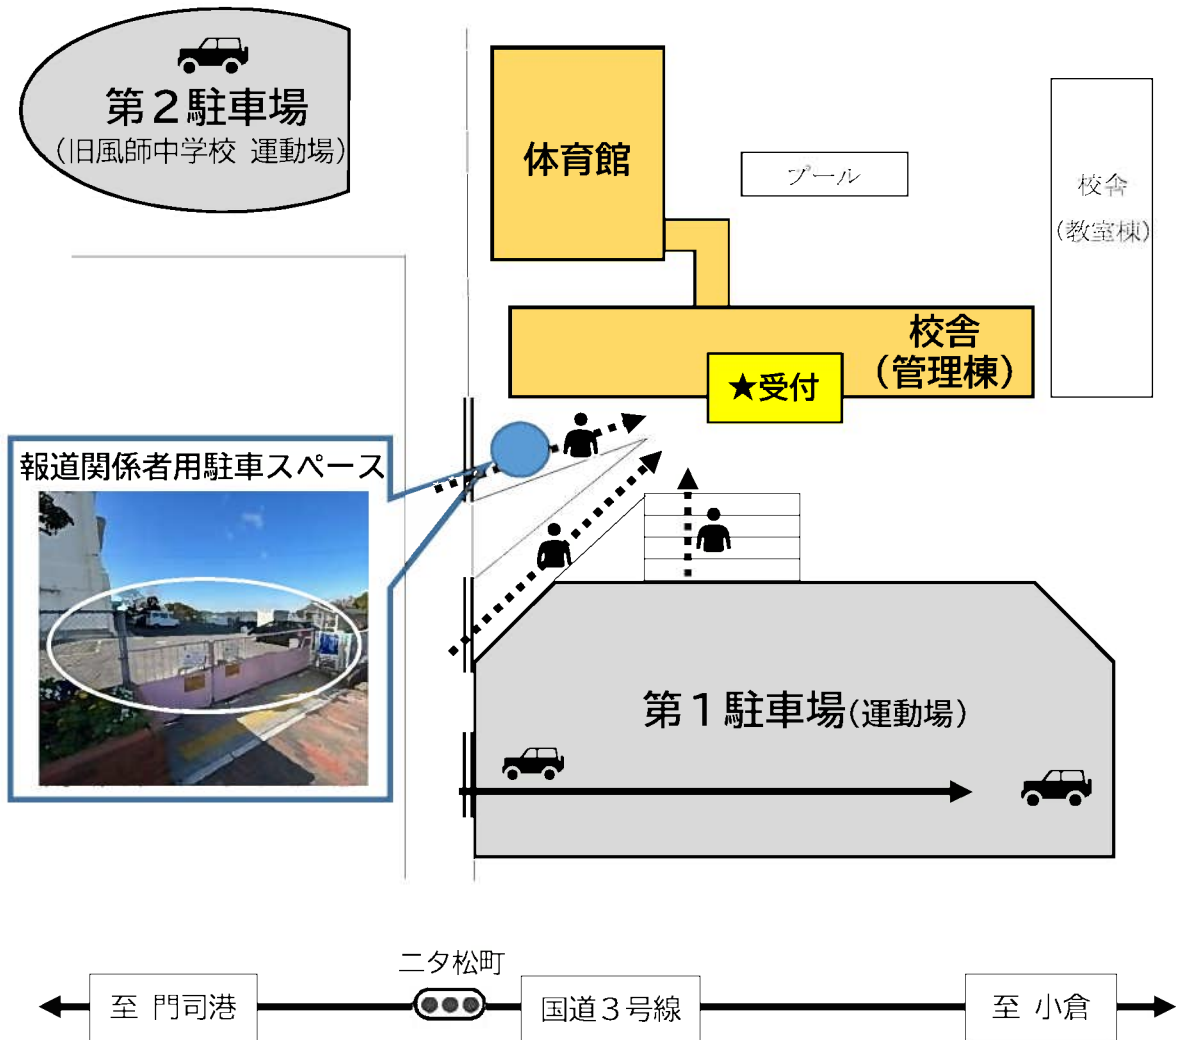 第２駐車場
(旧風師中学校 運動場)
体育館
プール
校舎
(教室棟)
校舎
(管理棟)
★受付
報道関係者用駐車スペース
第１駐車場(運動場)
二タ松町
至 門司港
国道３号線
至 小倉